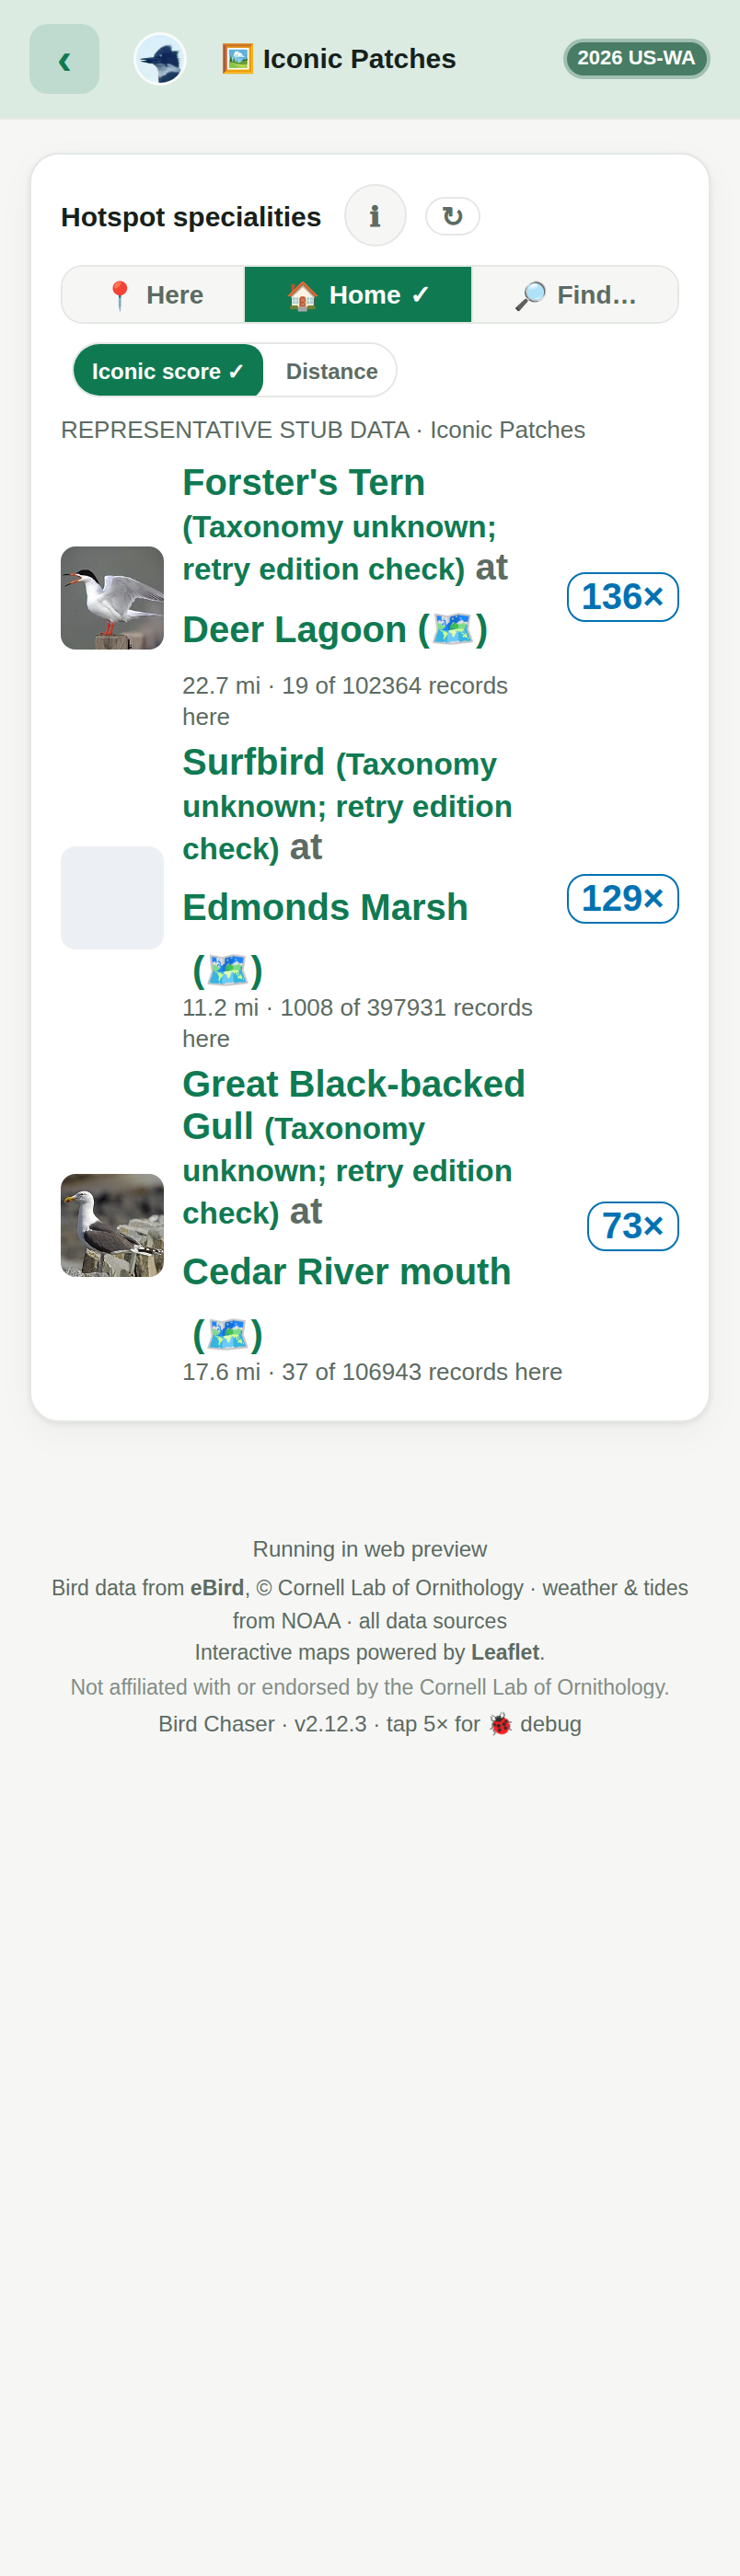 ‹ 🖼️ Iconic Patches 2026 US-WA
Hotspot specialities ℹ ↻
📍 Here 🏠 Home ✓ 🔎 Find…
Iconic score ✓ Distance
REPRESENTATIVE STUB DATA · Iconic Patches
Forster's Tern
(Taxonomy unknown;
retry edition check) at
Deer Lagoon (🗺️)
136×
22.7 mi · 19 of 102364 records
here
Surfbird (Taxonomy
unknown; retry edition
check) at
Edmonds Marsh
(🗺️)
129×
11.2 mi · 1008 of 397931 records
here
Great Black-backed
Gull (Taxonomy
unknown; retry edition
check) at
Cedar River mouth
(🗺️)
73×
17.6 mi · 37 of 106943 records here
Running in web preview
Bird data from eBird, © Cornell Lab of Ornithology · weather & tides
from NOAA · all data sources
Interactive maps powered by Leaflet.
Not affiliated with or endorsed by the Cornell Lab of Ornithology.
Bird Chaser · v2.12.3 · tap 5× for 🐞 debug